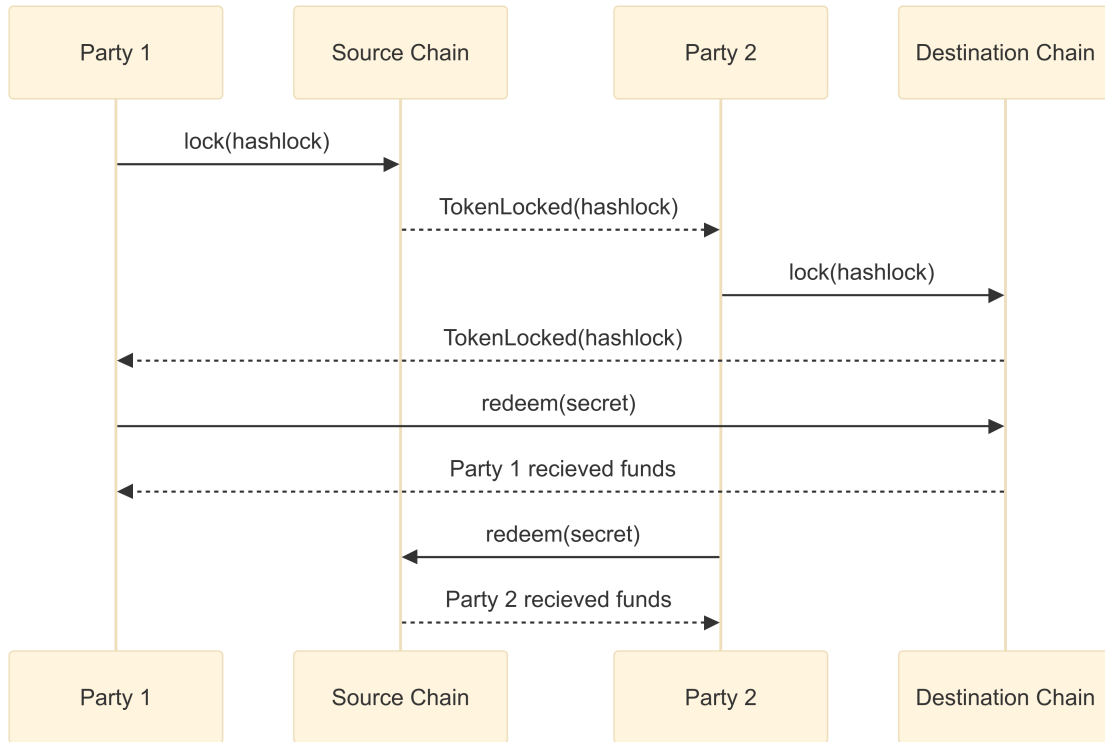 Party 1
Source Chain
Party 2
Destination Chain
lock(hashlock)
TokenLocked(hashlock)
lock(hashlock)
TokenLocked(hashlock)
redeem(secret)
Party 1 recieved funds
redeem(secret)
Party 2 recieved funds
Party 1
Source Chain
Party 2
Destination Chain